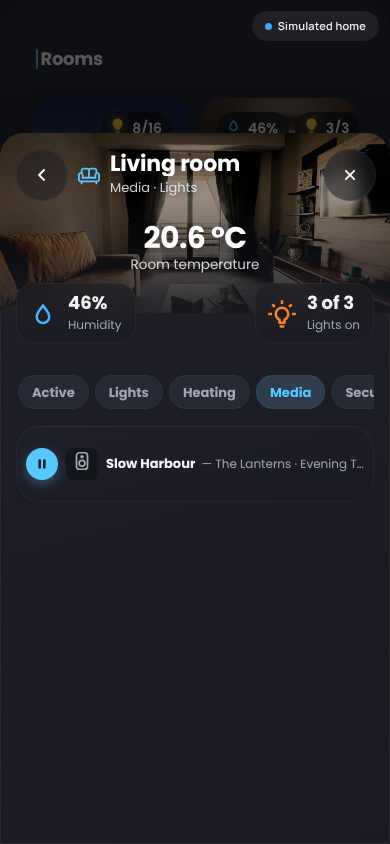 Simulated home
Rooms
8/16
46%
3/3
Living room
Media · Lights
20.6 °C
Room temperature
46%
Humidity
3 of 3
Lights on
Active
Lights
Heating
Media
Secu
Slow Harbour — The Lanterns · Evening T…